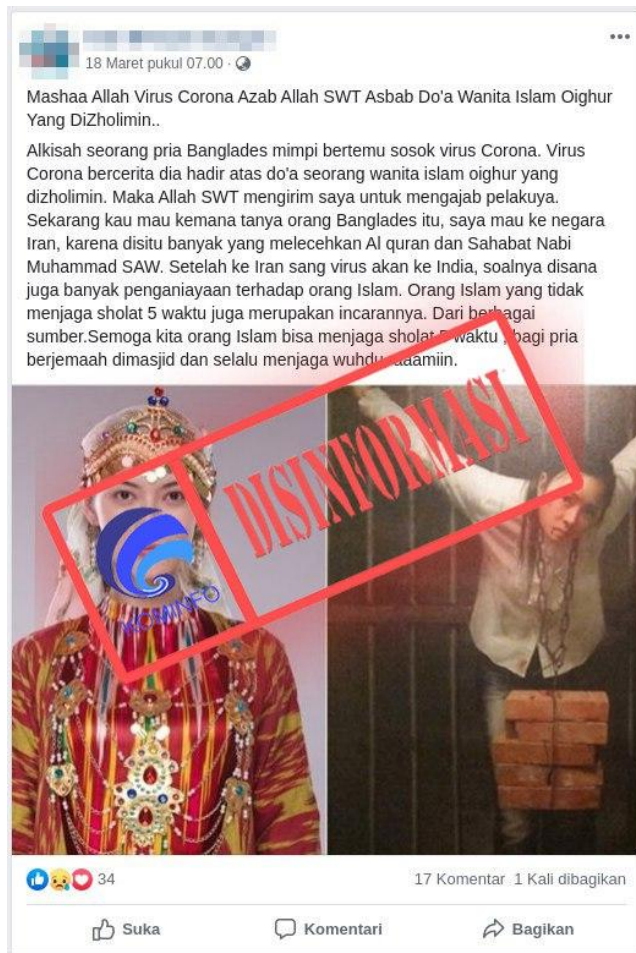 18 Maret pukul 07.00 ·
Mashaa Allah Virus Corona Azab Allah SWT Asbab Do'a Wanita Islam Oighur
Yang DiZholimin..
Alkisah seorang pria Banglades mimpi bertemu sosok virus Corona. Virus
Corona bercerita dia hadir atas do'a seorang wanita islam oighur yang
dizholimin. Maka Allah SWT mengirim saya untuk mengajab pelakuya.
Sekarang kau mau kemana tanya orang Banglades itu, saya mau ke negara
Iran, karena disitu banyak yang melecehkan Al quran dan Sahabat Nabi
Muhammad SAW. Setelah ke Iran sang virus akan ke India, soalnya disana
juga banyak penganiayaan terhadap orang Islam. Orang Islam yang tidak
menjaga sholat 5 waktu juga merupakan incarannya. Dari berbagai
sumber.Semoga kita orang Islam bisa menjaga sholat 5 waktu , bagi pria
berjemaah dimasjid dan selalu menjaga wuhdu, aaamiin.
DISINFORMASI
KOMINFO
34
17 Komentar 1 Kali dibagikan
Suka Komentari Bagikan